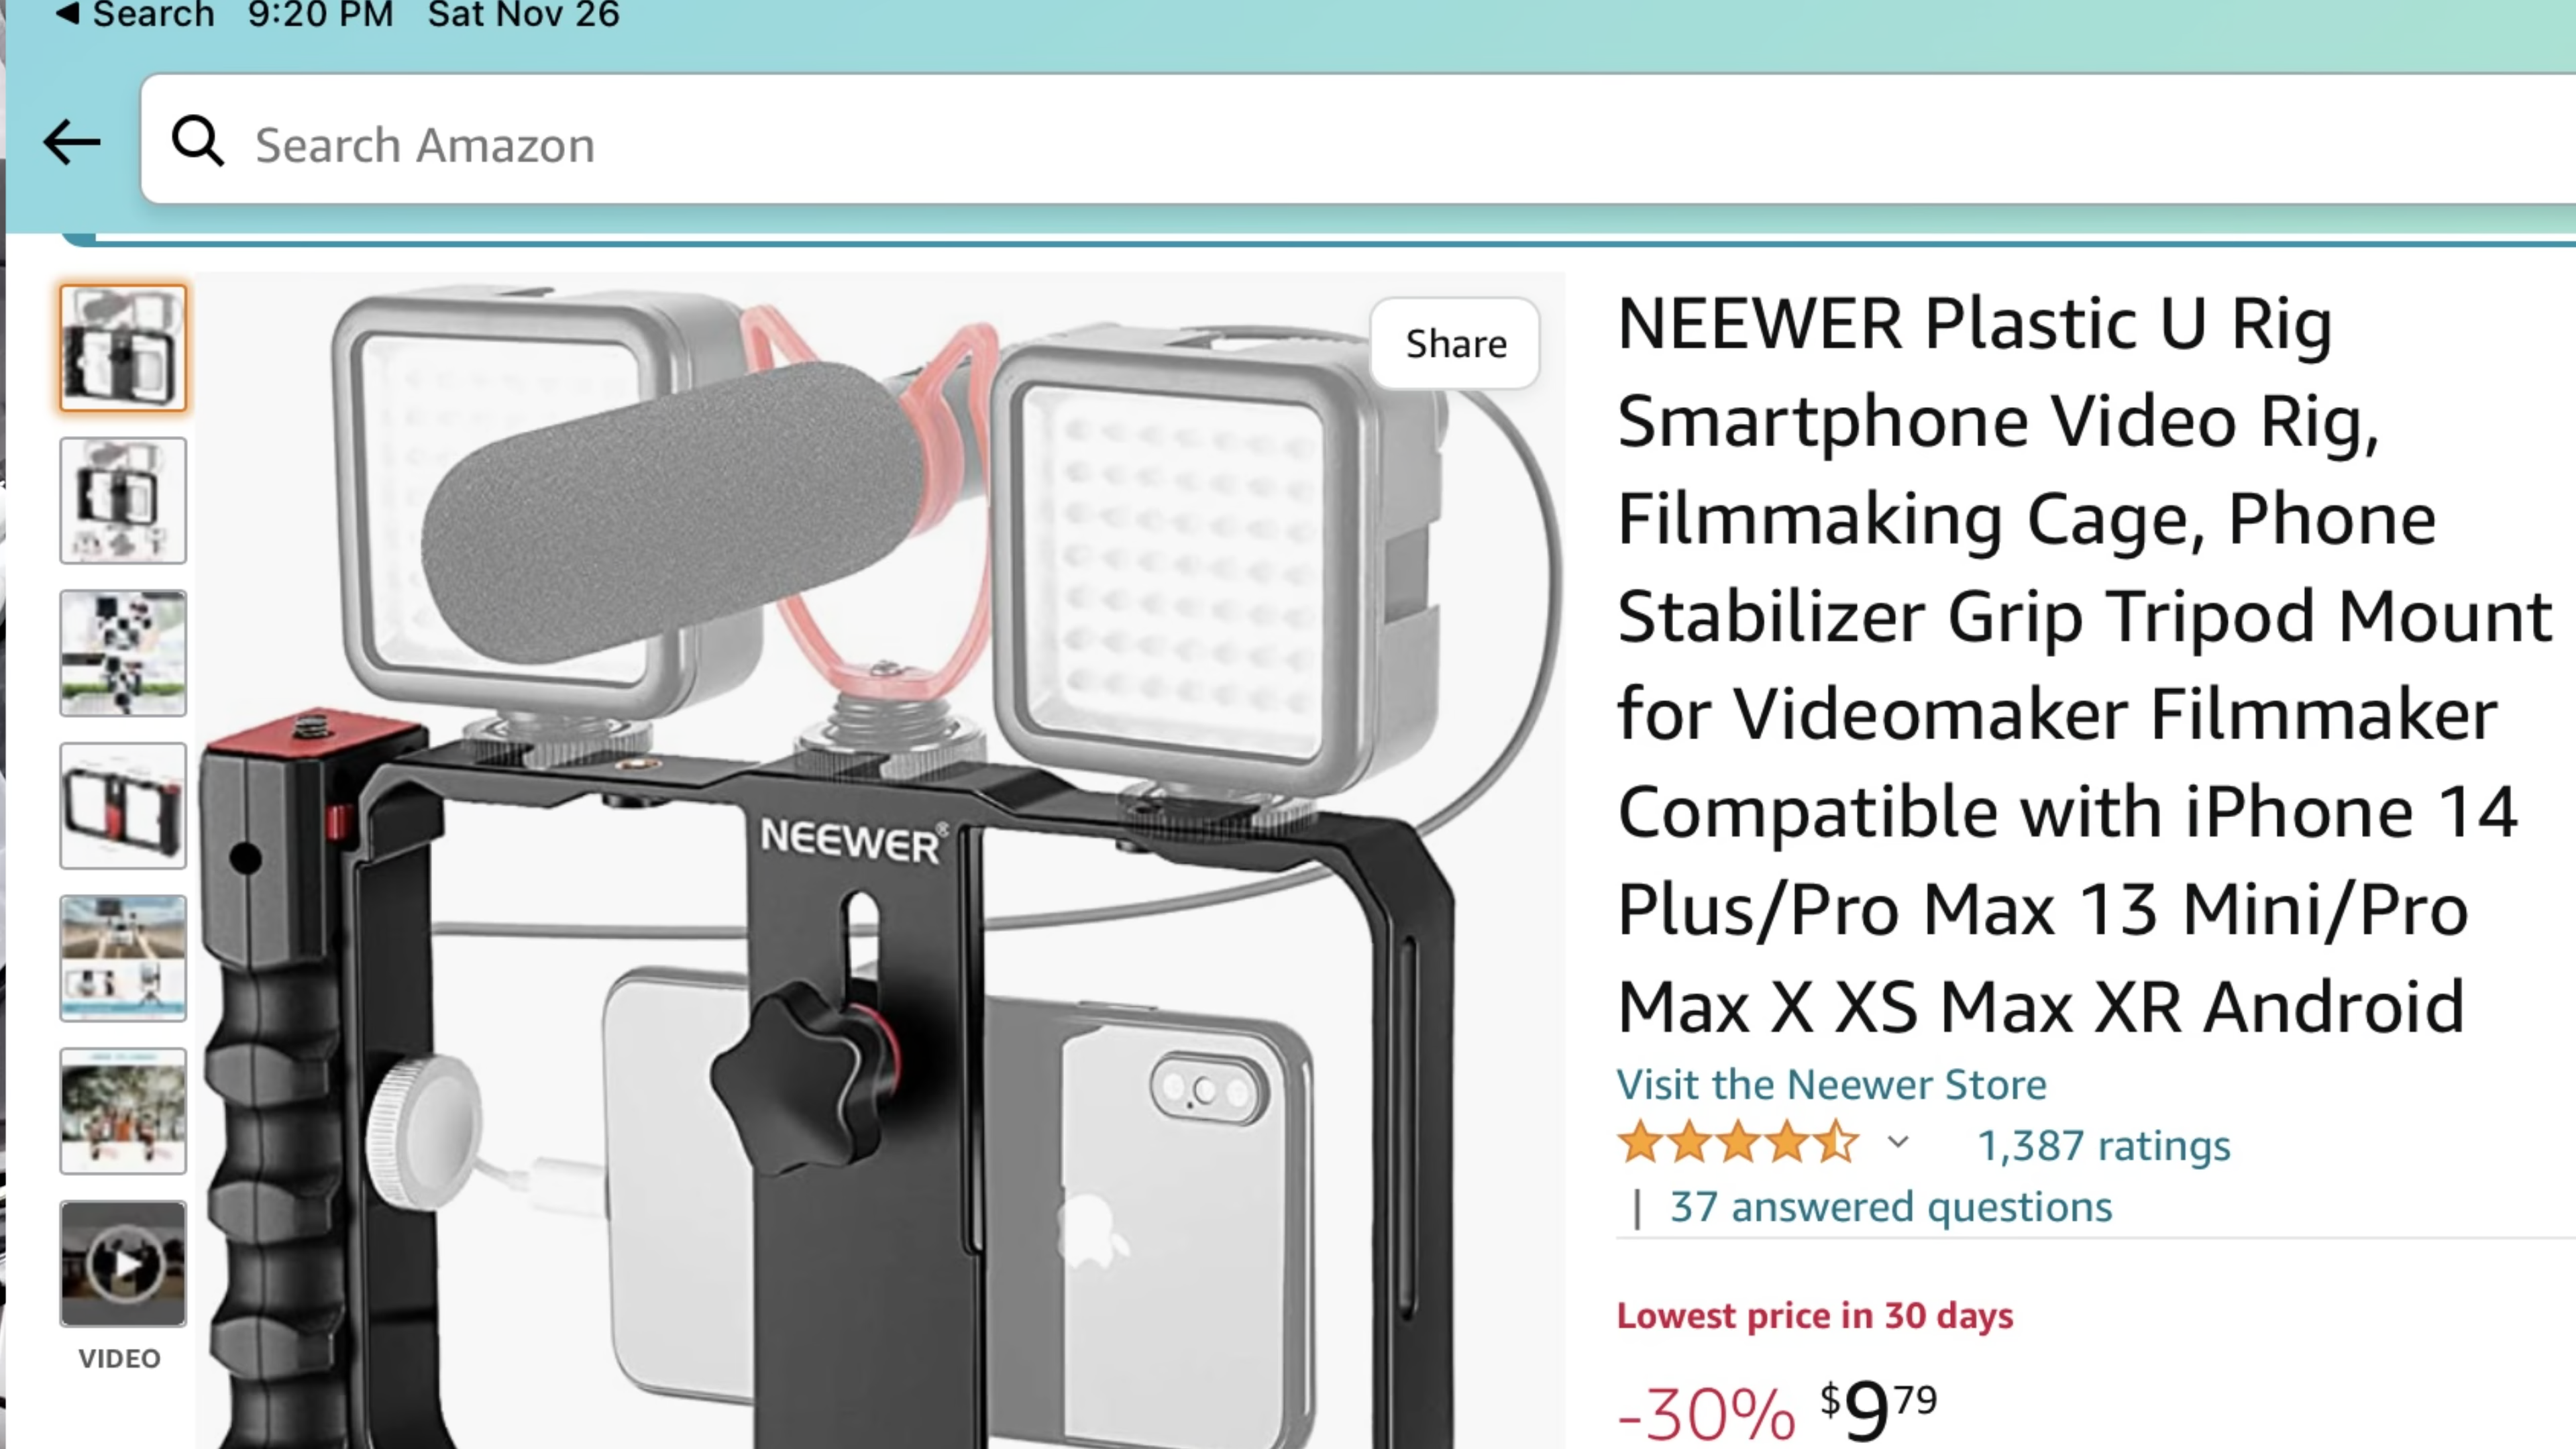 Search 9:20 PM Sat Nov 26
Search Amazon
Share
NEEWER®
VIDEO
NEEWER Plastic U Rig
Smartphone Video Rig,
Filmmaking Cage, Phone
Stabilizer Grip Tripod Mount
for Videomaker Filmmaker
Compatible with iPhone 14
Plus/Pro Max 13 Mini/Pro
Max X XS Max XR Android
Visit the Neewer Store
1,387 ratings
| 37 answered questions
Lowest price in 30 days
-30% $9 79